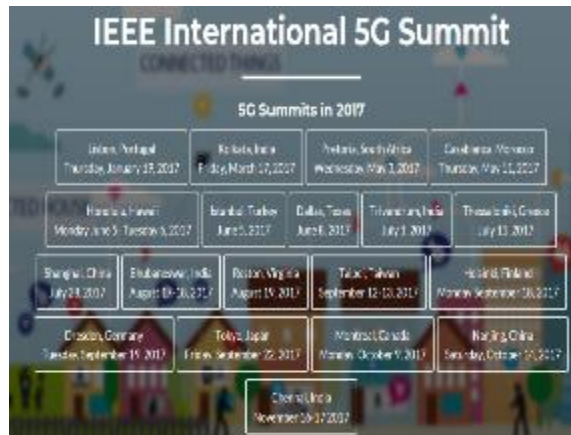 IEEE International 5G Summit
CONNECTED THINGS
5G Summits in 2017
Lisbon, Portugal
Thursday, January 19, 2017
Kolkata, India
Friday, March 17, 2017
Pretoria, South Africa
Wednesday, May 3, 2017
Casablanca, Morocco
Thursday, May 11, 2017
Honolulu, Hawaii
Monday June 5- Tuesday 6, 2017
Istanbul, Turkey
June 5, 2017
Dallas, Texas
June 8, 2017
Trivandrum, India
July 1, 2017
Thessaloniki, Greece
July 11, 2017
Shanghai, China
July 23, 2017
Bhubaneswar, India
August 17-18, 2017
Reston, Virginia
August 19, 2017
Taipei, Taiwan
September 12-13, 2017
Helsinki, Finland
Monday September 18, 2017
Dresden, Germany
Tuesday, September 19, 2017
Tokyo, Japan
Friday, September 22, 2017
Montreal, Canada
Monday, October 9, 2017
Nanjing, China
Saturday, October 14, 2017
Chennai, India
November 16-17 2017